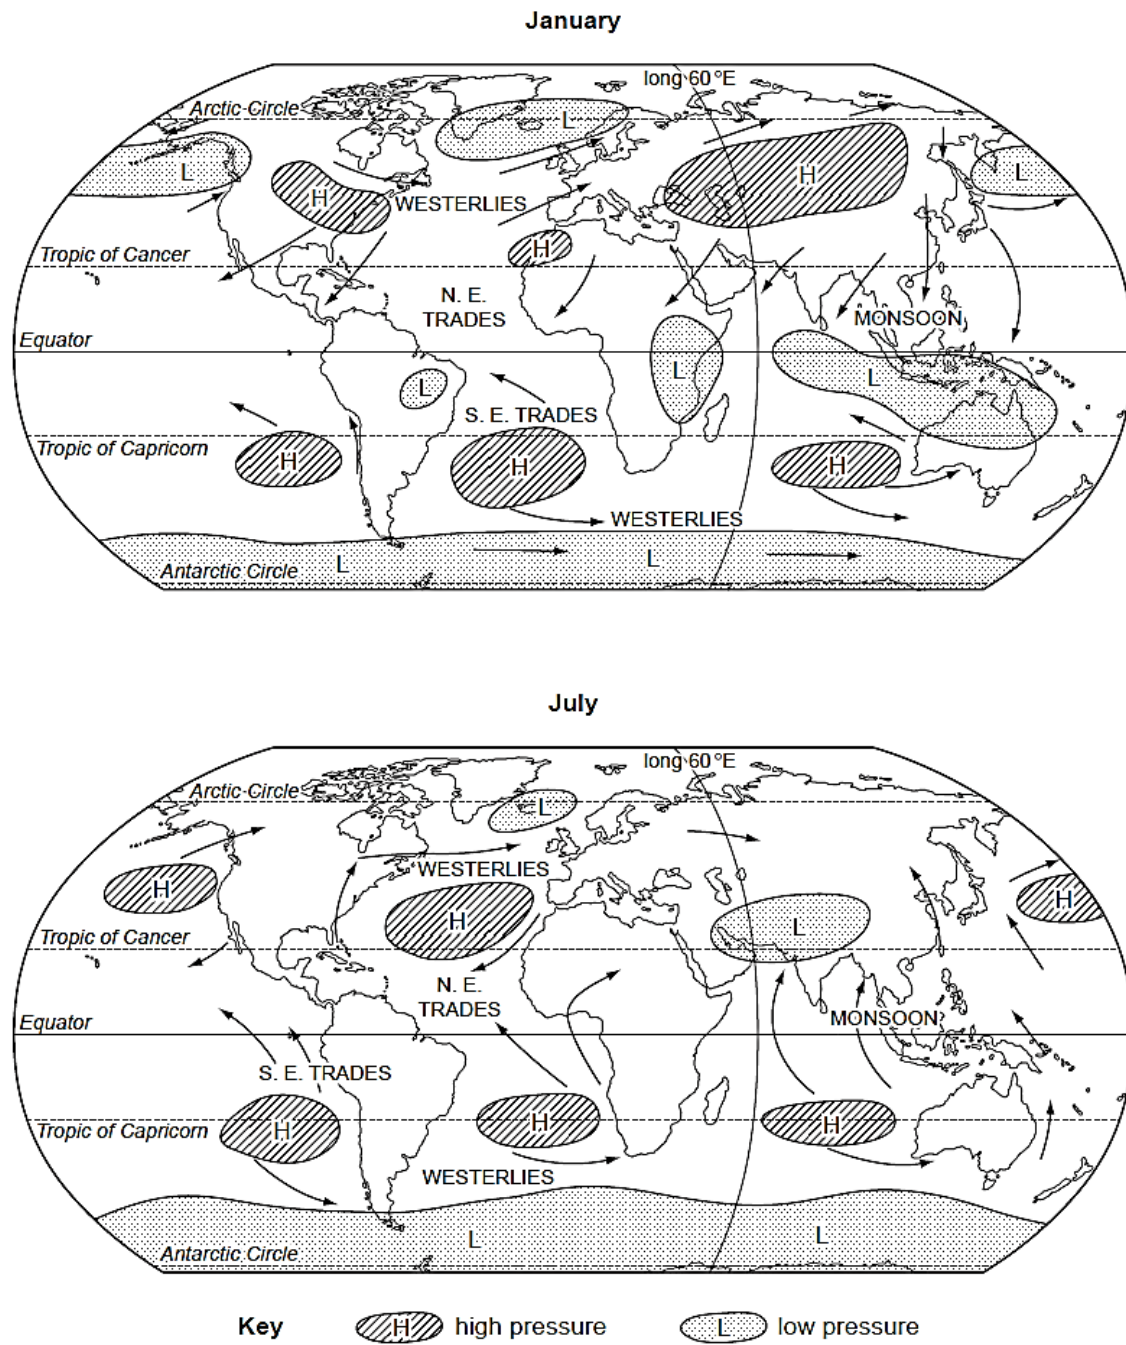 January
long 60°E
Arctic Circle
L
L
H
H
L
WESTERLIES
H
Tropic of Cancer
N. E.
TRADES
MONSOON
Equator
L
L
L
S. E. TRADES
Tropic of Capricorn
H
H
H
WESTERLIES
L
L
Antarctic Circle
July
long 60°E
Arctic Circle
L
WESTERLIES
H
H
H
L
Tropic of Cancer
N. E.
TRADES
MONSOON
Equator
S. E. TRADES
Tropic of Capricorn
H
H
H
WESTERLIES
L
L
Antarctic Circle
Key
H high pressure
L low pressure